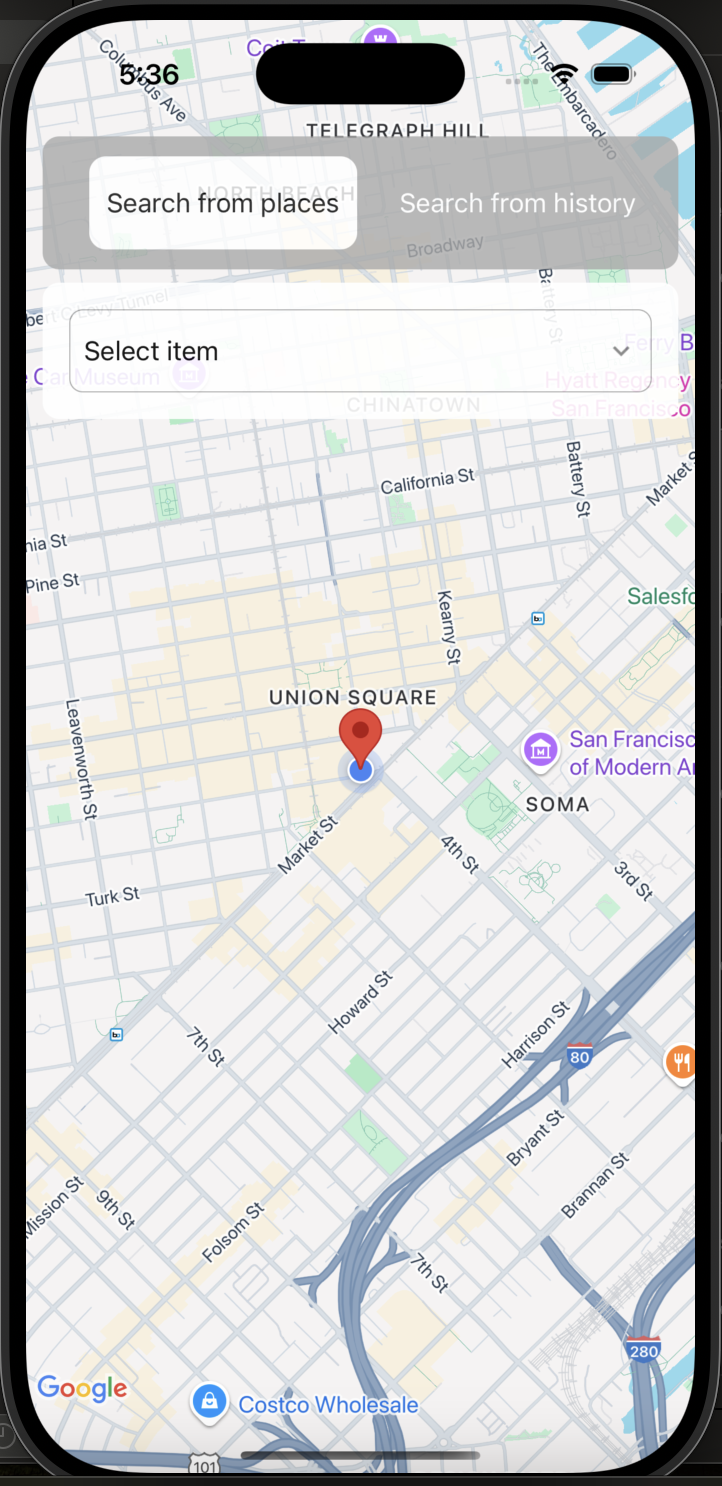 5:36
Columbus Ave
Coit T
The Embarcadero
TELEGRAPH HILL
NORTH BEACH
Search from places
Search from history
Broadway
Levy Tunnel
Battery St
Select item
Ferry B
Car Museum
Hyatt Regency
San Francisco
CHINATOWN
California St
Battery St
Market S
nia St
Pine St
Kearny St
Salesfo
UNION SQUARE
Leavenworth St
San Francisc
of Modern Ar
SOMA
Market St
4th St
3rd St
Turk St
Howard St
Harrison St
7th St
80
Bryant St
Brannan St
Mission St
9th St
Folsom St
7th St
280
Google
Costco Wholesale
101